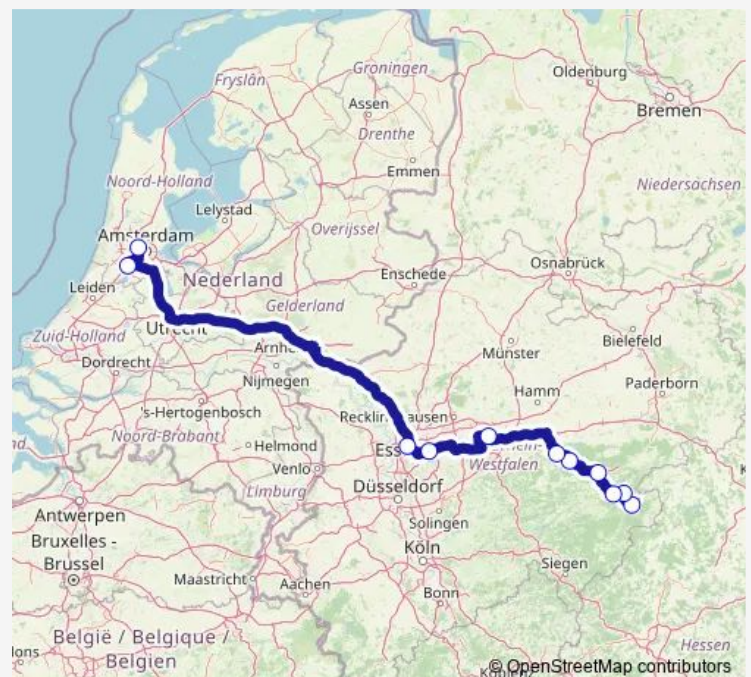 Oldenburg
Groningen
Fryslân
Bremen
Assen
Drenthe
Emmen
Noord-Holland
Niedersachsen
Lelystad
Amsterdam
Overijssel
Osnabrück
Enschede
Nederland
Leiden
Gelderland
Utrecht
Zuid-Holland
Bielefeld
Münster
Dordrecht
Nijmegen
Paderborn
Hamm
's-Hertogenbosch
Noord-Brabant
Helmond
Westfalen
Venlo
Düsseldorf
Limburg
Antwerpen
Solingen
Bruxelles -
Brussel
Köln
Siegen
Maastricht
Aachen
Bonn
België / Belgique /
Belgien
Hessen
© OpenStreetMap contributors